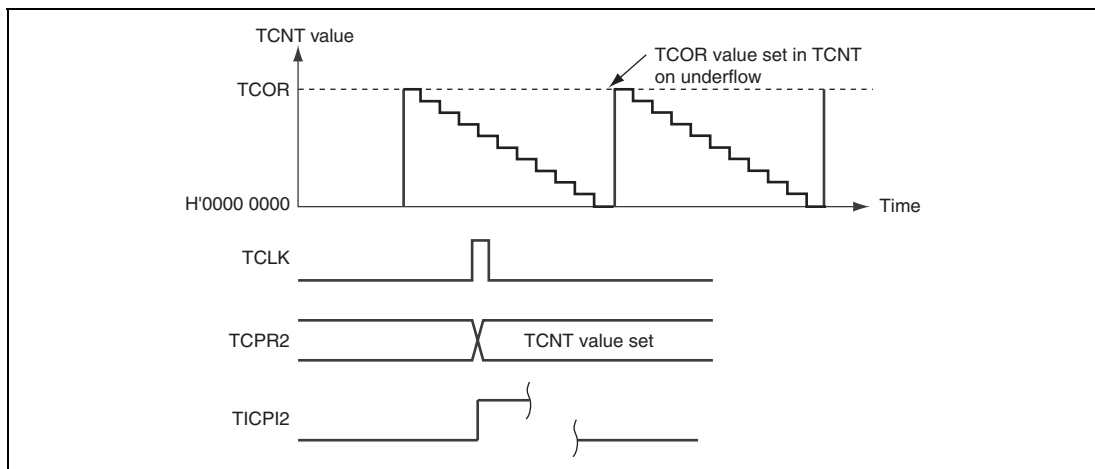 TCNT value
TCOR value set in TCNT
on underflow
TCOR
H'0000 0000
Time
TCLK
TCPR2
TCNT value set
TICPI2